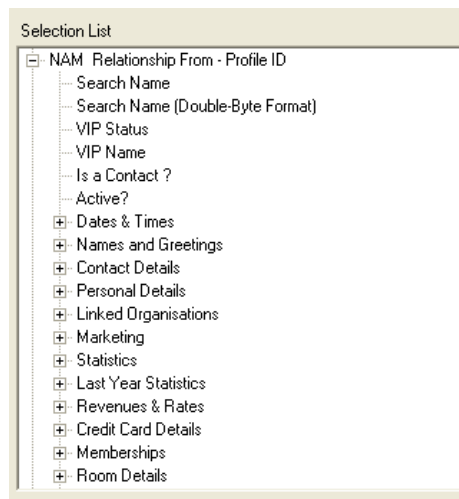 Selection List
NAM Relationship From - Profile ID
Search Name
Search Name (Double-Byte Format)
VIP Status
VIP Name
Is a Contact ?
Active?
Dates & Times
Names and Greetings
Contact Details
Personal Details
Linked Organisations
Marketing
Statistics
Last Year Statistics
Revenues & Rates
Credit Card Details
Memberships
Room Details